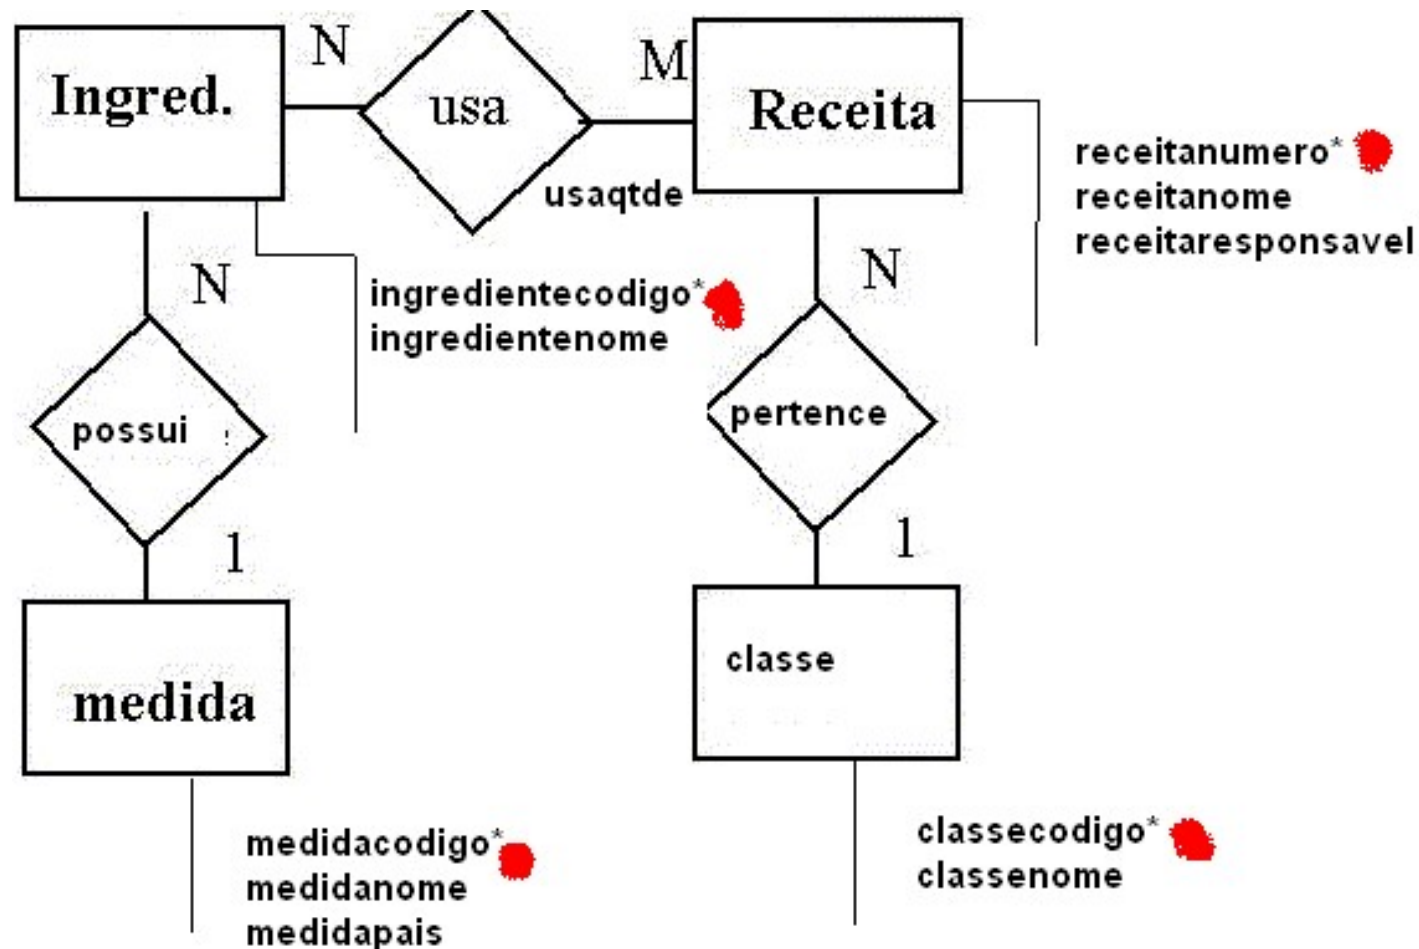 N
M
Ingred.
usa
Receita
receitanumero*
usaqtde
receitanome
receitaresponsavel
N
N
ingredientecodigo*
ingredientenome
possui
pertence
1
1
medida
classe
medidacodigo*
medidanome
medidapais
classecodigo*
classenome